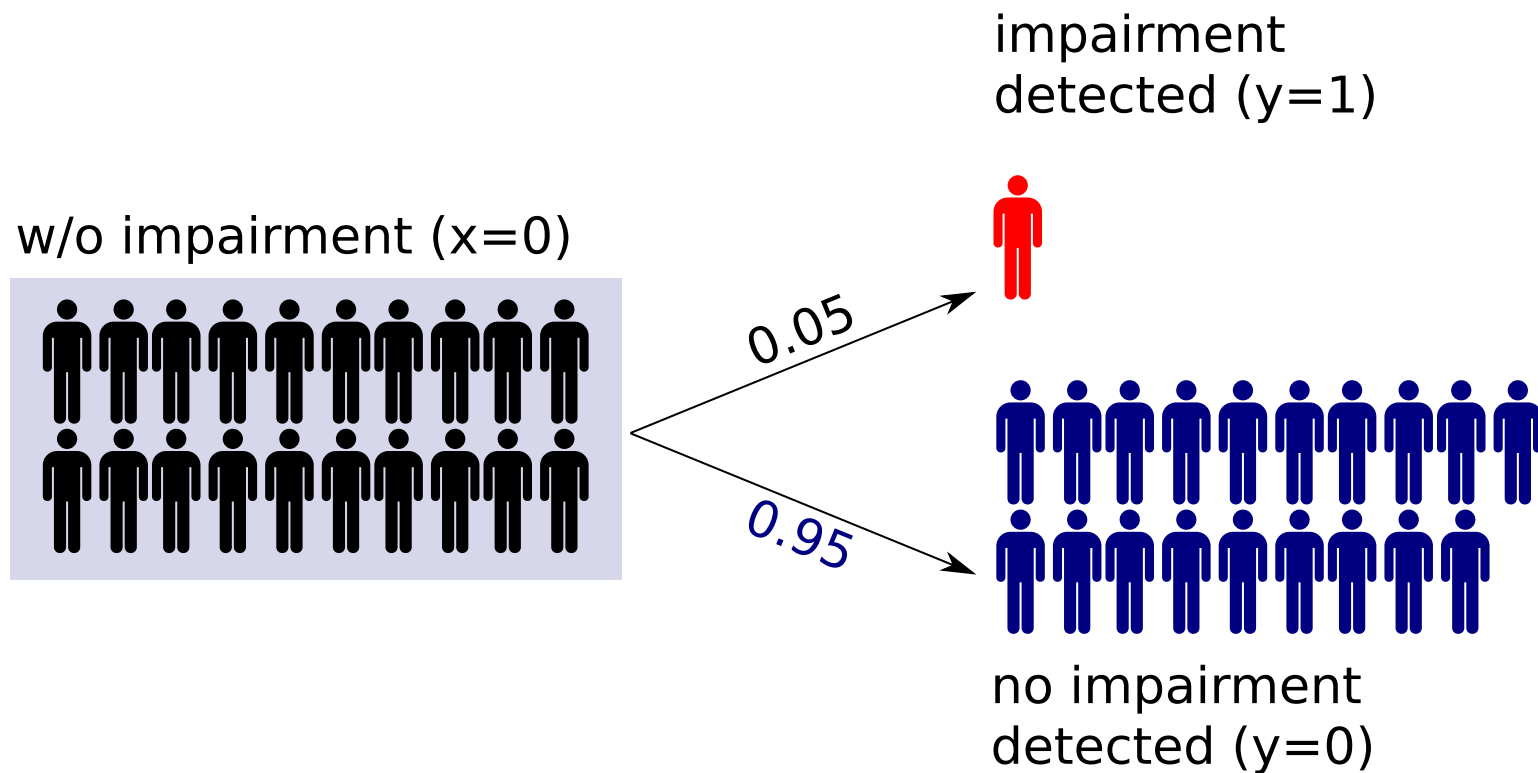 impairment
detected (y=1)
w/o impairment (x=0)
0.05
0.95
no impairment
detected (y=0)